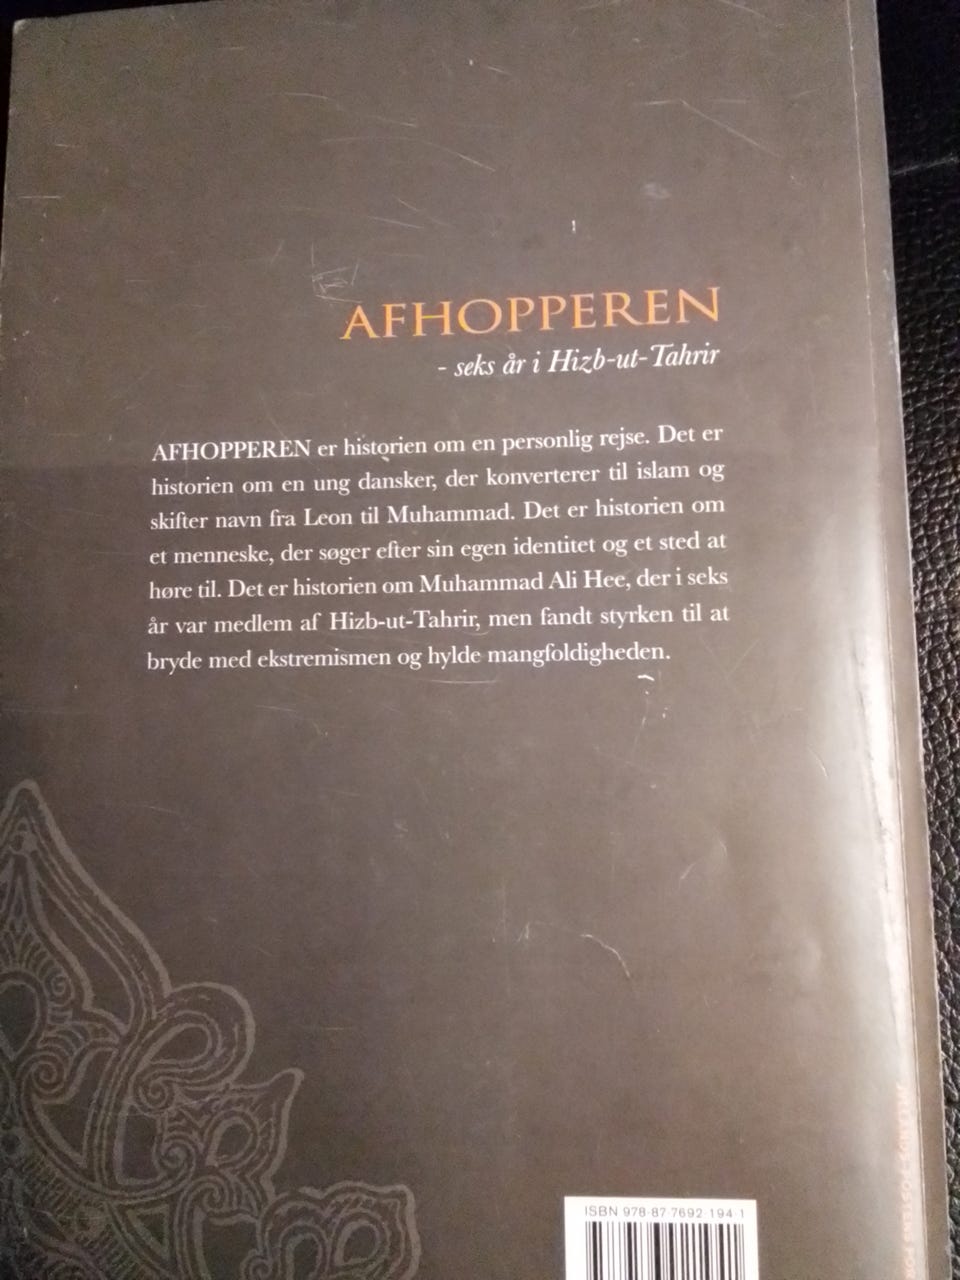 AFHOPPEREN
- seks år i Hizb-ut-Tahrir
AFHOPPEREN er historien om en personlig rejse. Det er
historien om en ung dansker, der konverterer til islam og
skifter navn fra Leon til Muhammad. Det er historien om
et menneske, der søger efter sin egen identitet og et sted at
høre til. Det er historien om Muhammad Ali Hee, der i seks
år var medlem af Hizb-ut-Tahrir, men fandt styrken til at
bryde med ekstremismen og hylde mangfoldigheden.
ISBN 978-87-7692-194-1